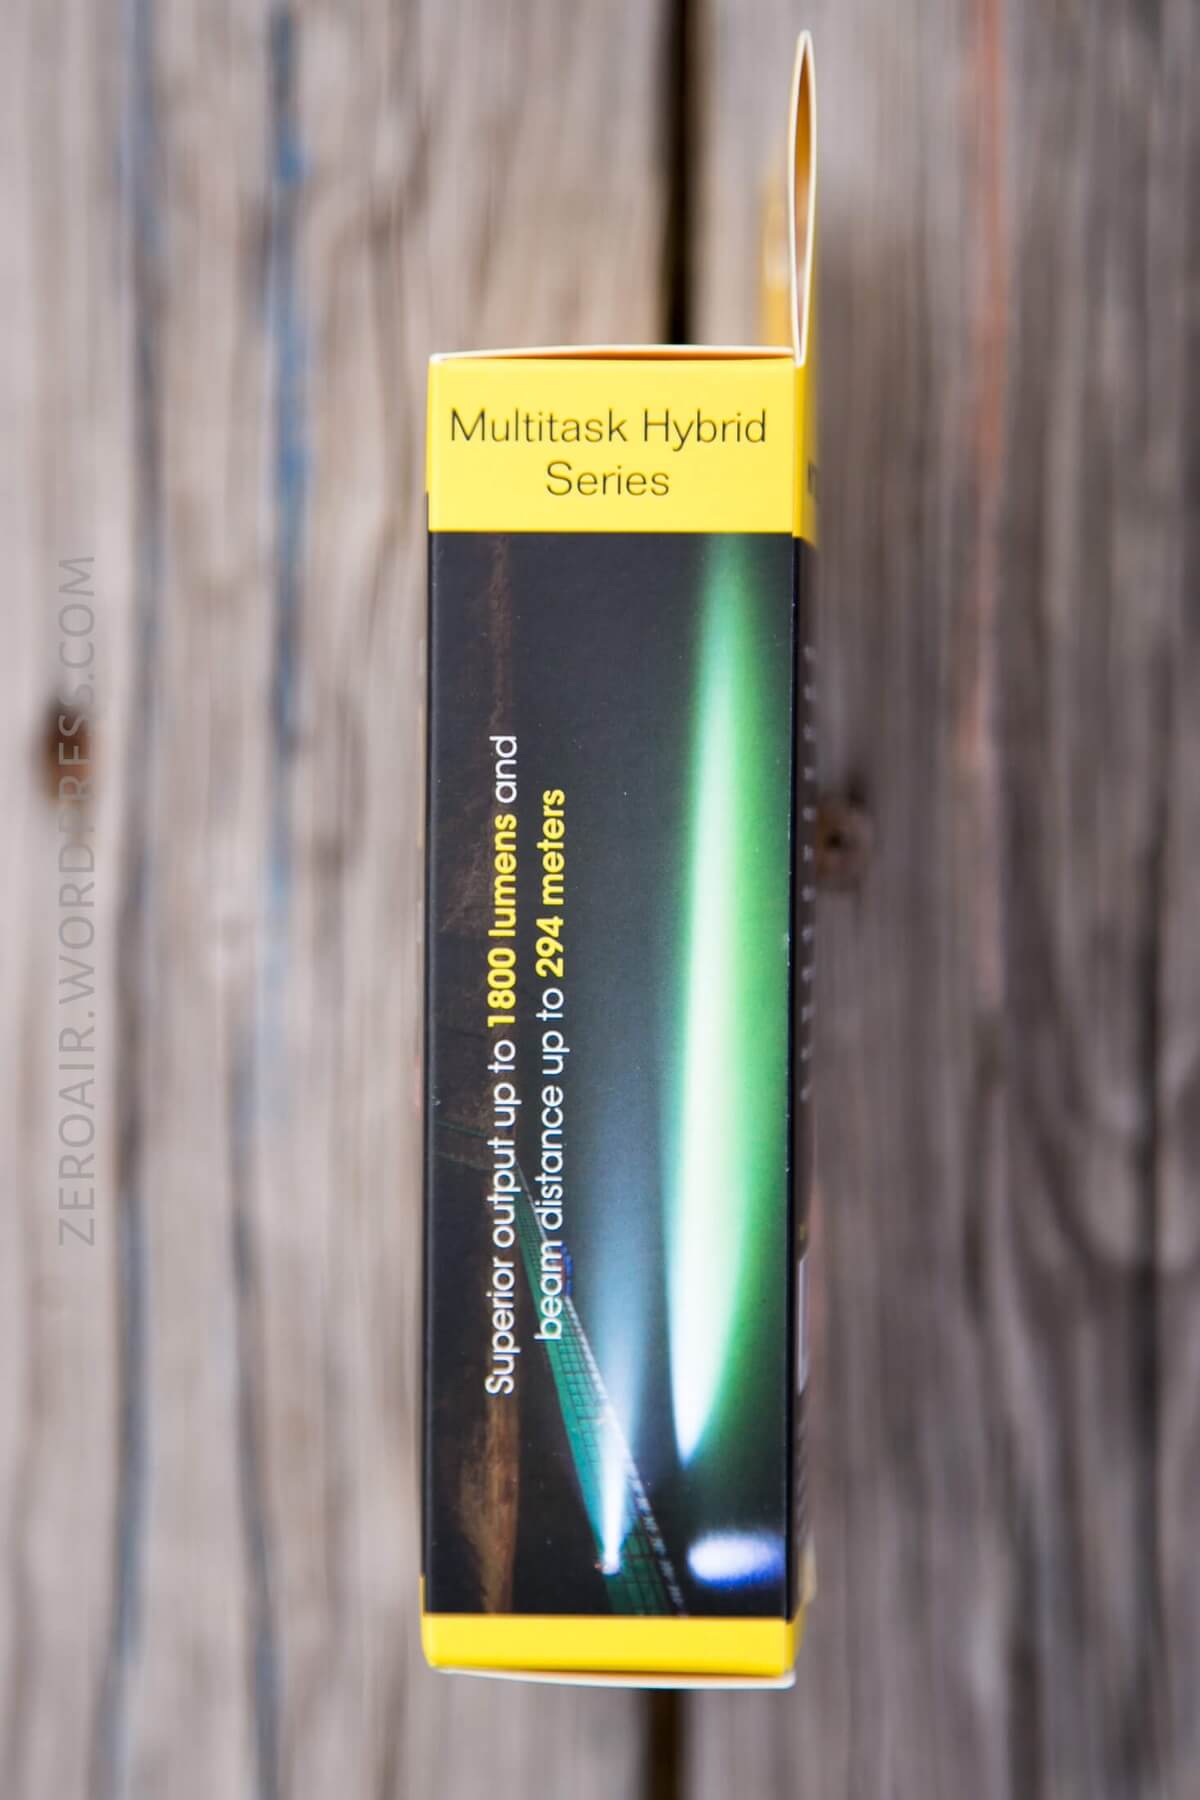 Multitask Hybrid
Series
Superior output up to 1800 lumens and
beam distance up to 294 meters
ZEROAIR.WORDPRESS.COM